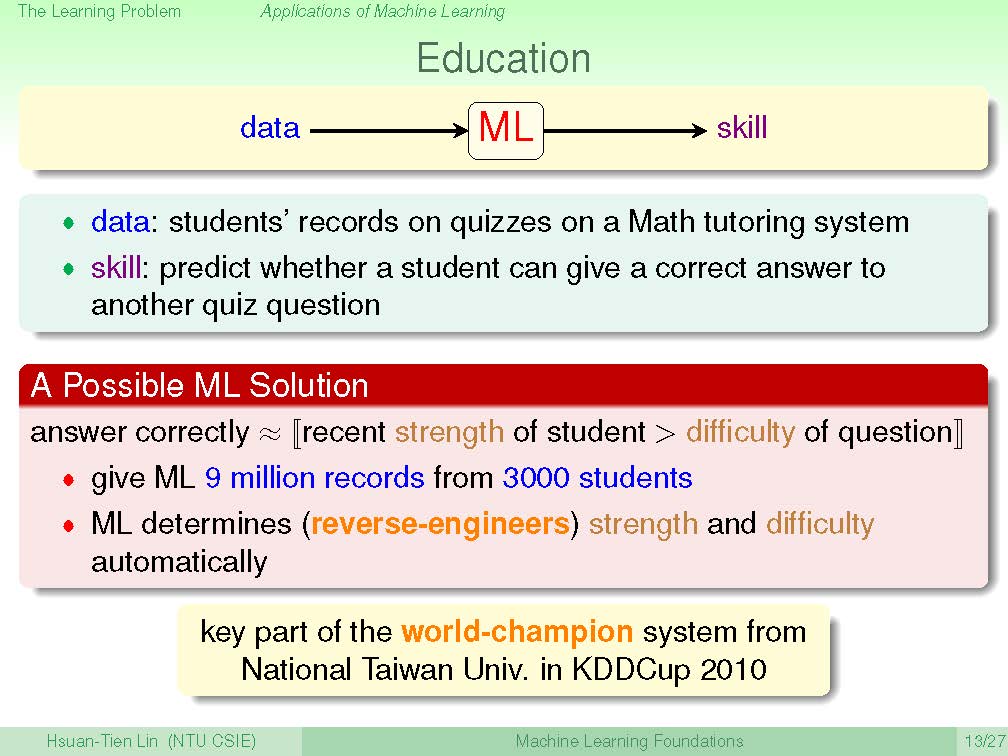 The Learning Problem Applications of Machine Learning
Education
data ML skill
• data: students’ records on quizzes on a Math tutoring system
• skill: predict whether a student can give a correct answer to
another quiz question
A Possible ML Solution
answer correctly ≈ ⟦recent strength of student > difficulty of question⟧
• give ML 9 million records from 3000 students
• ML determines (reverse-engineers) strength and difficulty
automatically
key part of the world-champion system from
National Taiwan Univ. in KDDCup 2010
Hsuan-Tien Lin (NTU CSIE) Machine Learning Foundations 13/27